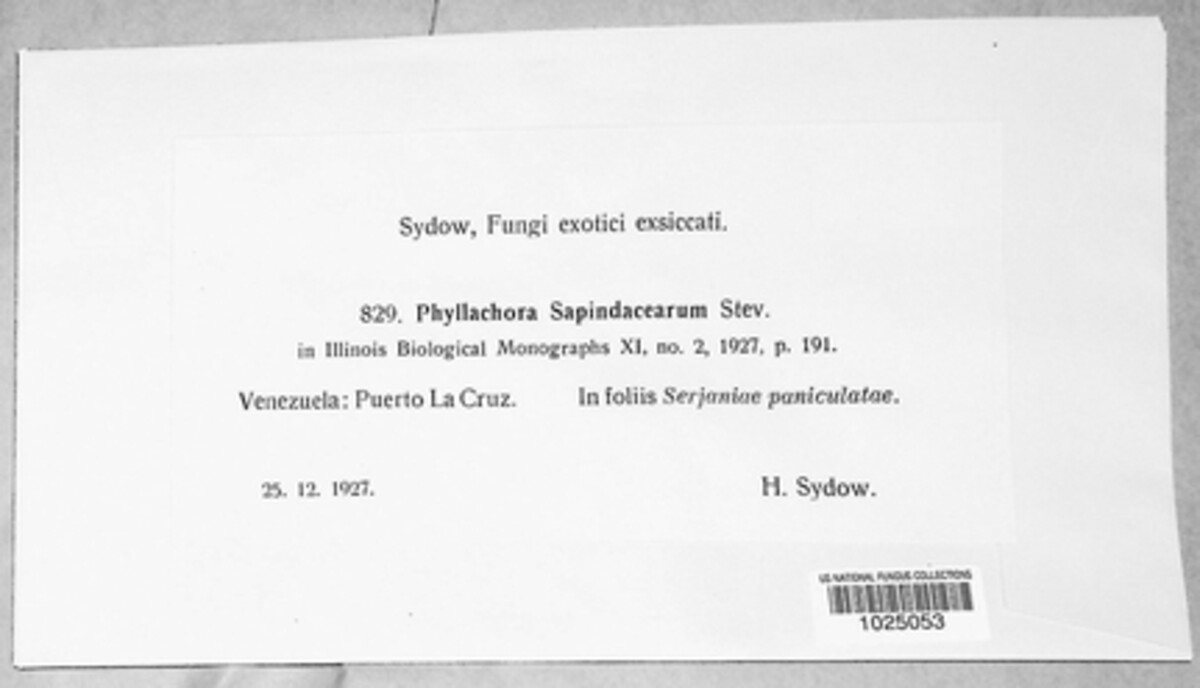 Sydow, Fungi exotici exsiccati.
829. Phyllachora Sapindacearum Stev.
in Illinois Biological Monographs XI, no. 2, 1927, p. 191.
Venezuela: Puerto La Cruz. In foliis Serjaniae paniculatae.
25. 12. 1927. H. Sydow.
US NATIONAL FUNGUS COLLECTIONS
1025053